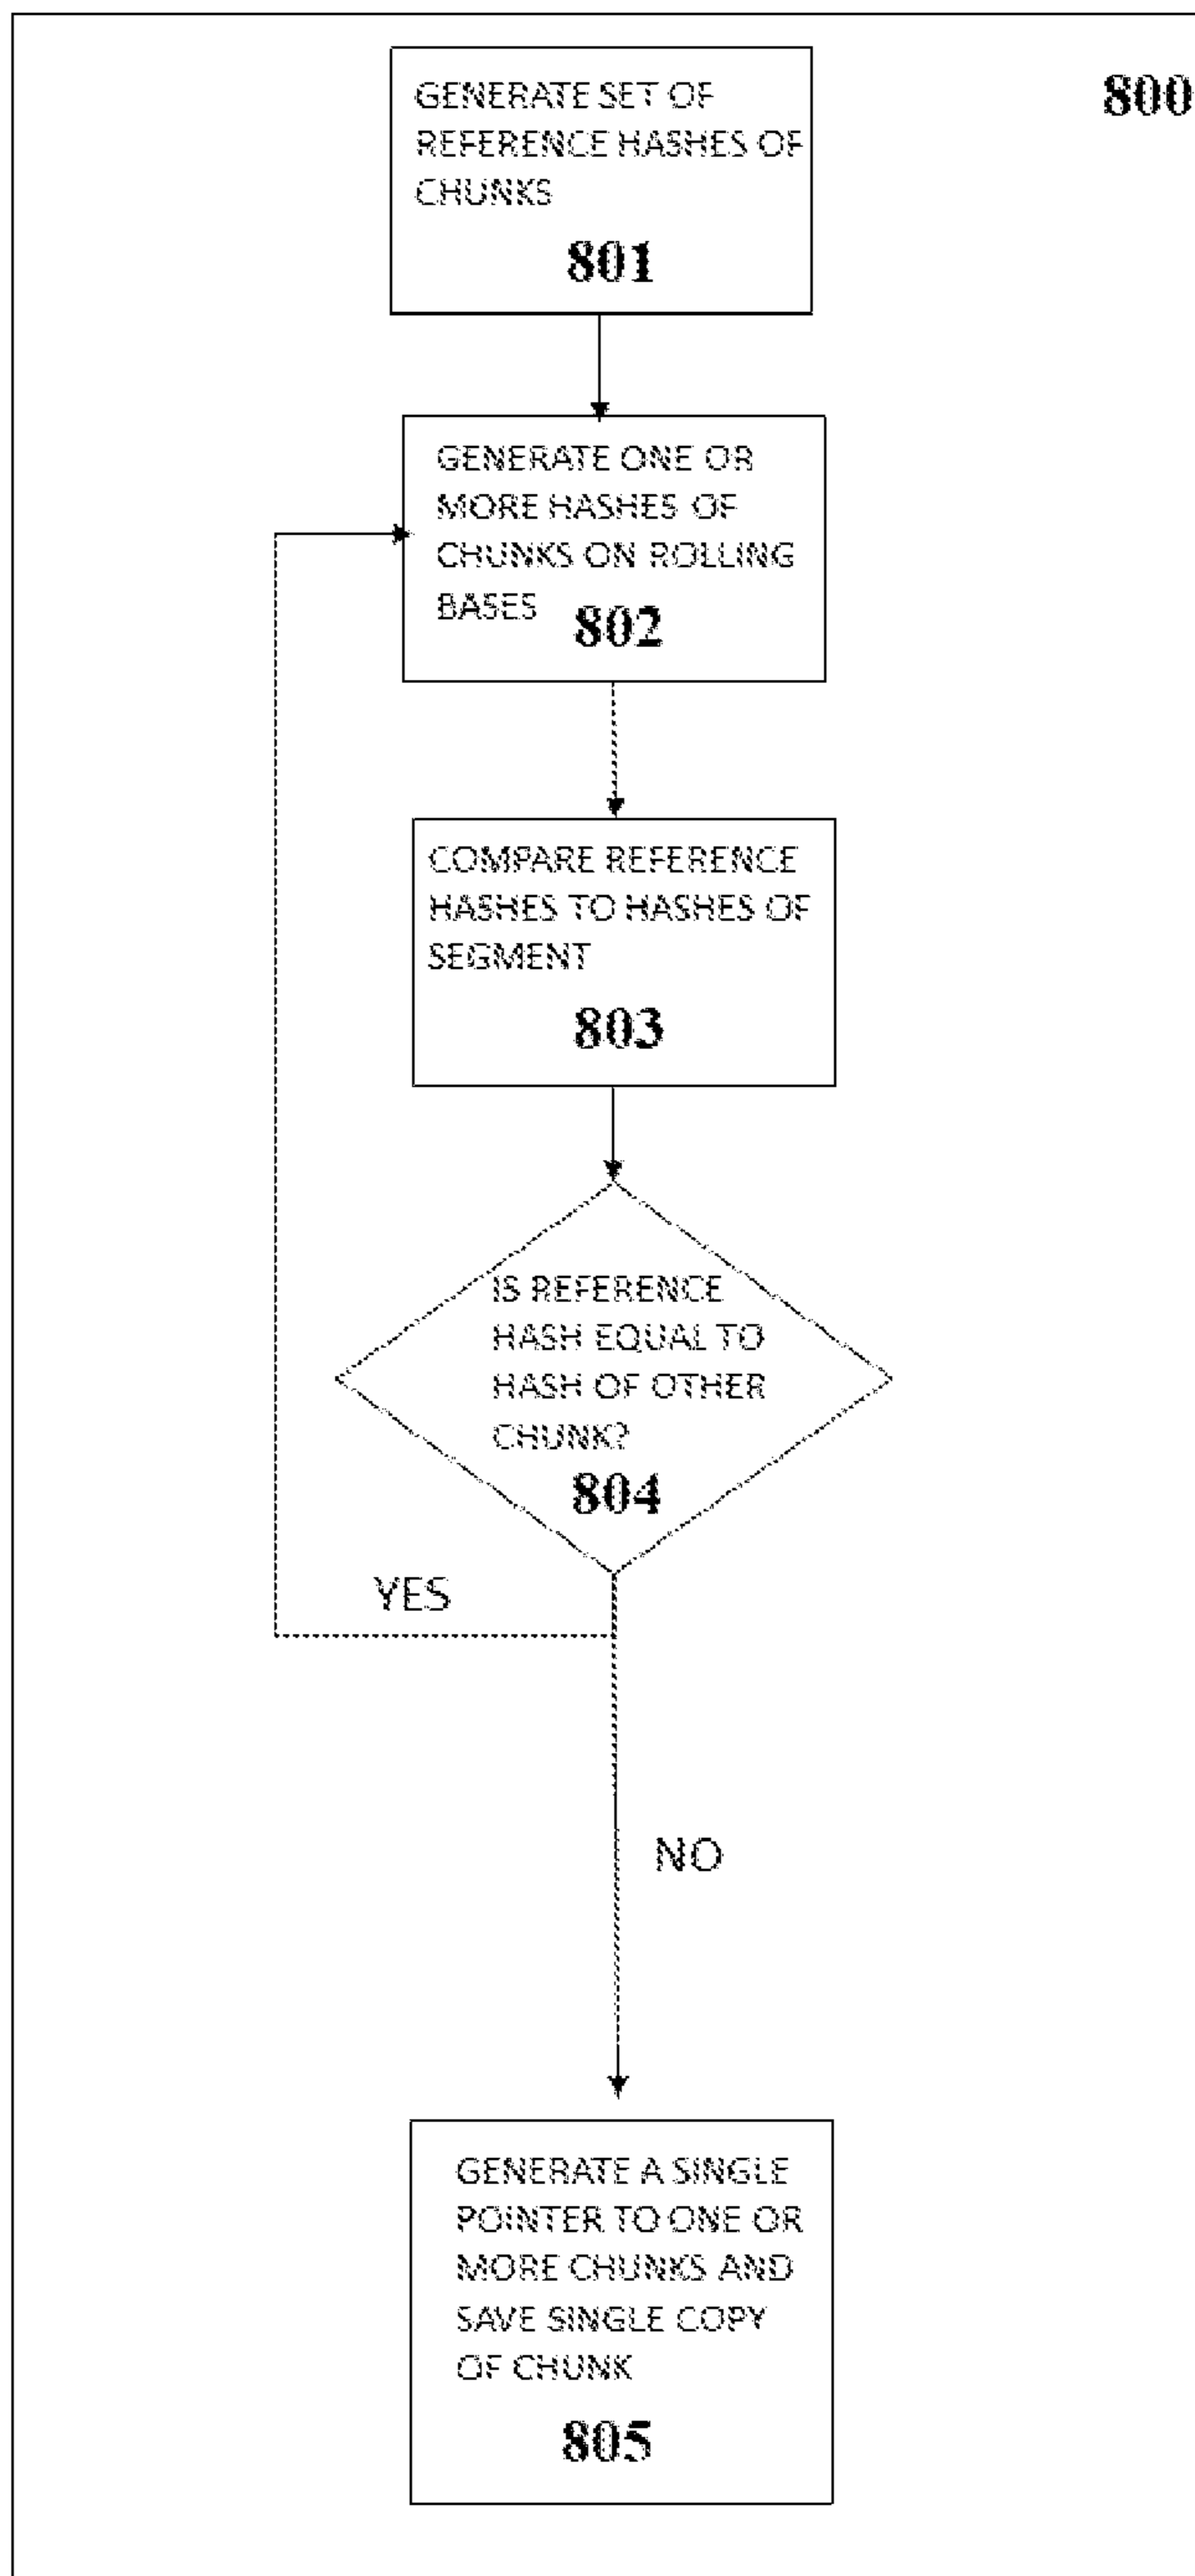 800
GENERATE SET OF
REFERENCE HASHES OF
CHUNKS
801
GENERATE ONE OR
MORE HASHES OF
CHUNKS ON ROLLING
BASES
802
COMPARE REFERENCE
HASHES TO HASHES OF
SEGMENT
803
IS REFERENCE
HASH EQUAL TO
HASH OF OTHER
CHUNK?
804
YES
NO
GENERATE A SINGLE
POINTER TO ONE OR
MORE CHUNKS AND
SAVE SINGLE COPY
OF CHUNK
805